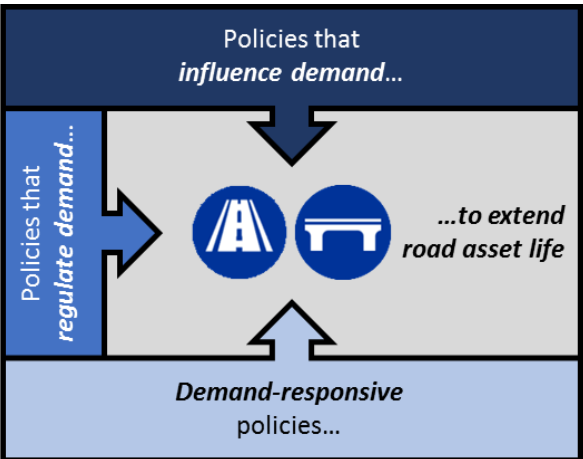 Policies that
influence demand...
Policies that
regulate demand...
...to extend
road asset life
Demand-responsive
policies...